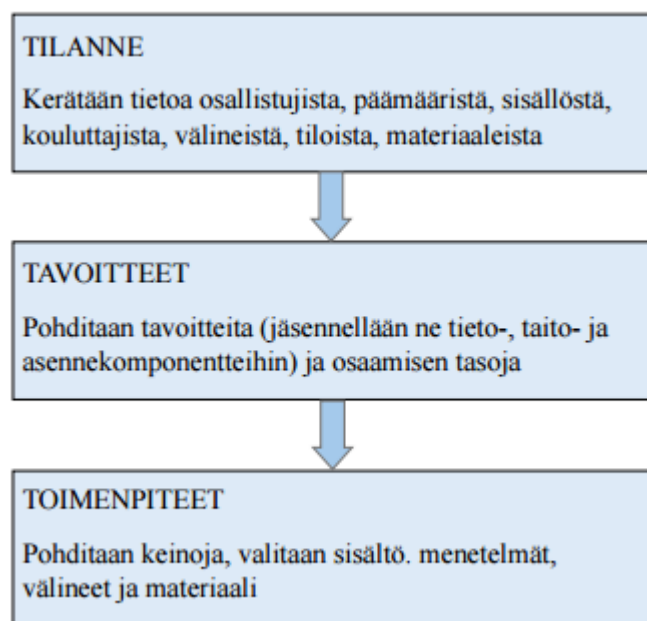 TILANNE
Kerätään tietoa osallistujista, päämääristä, sisällöstä,
kouluttajista, välineistä, tiloista, materiaaleista
TAVOITTEET
Pohditaan tavoitteita (jäsennellään ne tieto-, taito- ja
asennekomponentteihin) ja osaamisen tasoja
TOIMENPITEET
Pohditaan keinoja, valitaan sisältö. menetelmät,
välineet ja materiaali